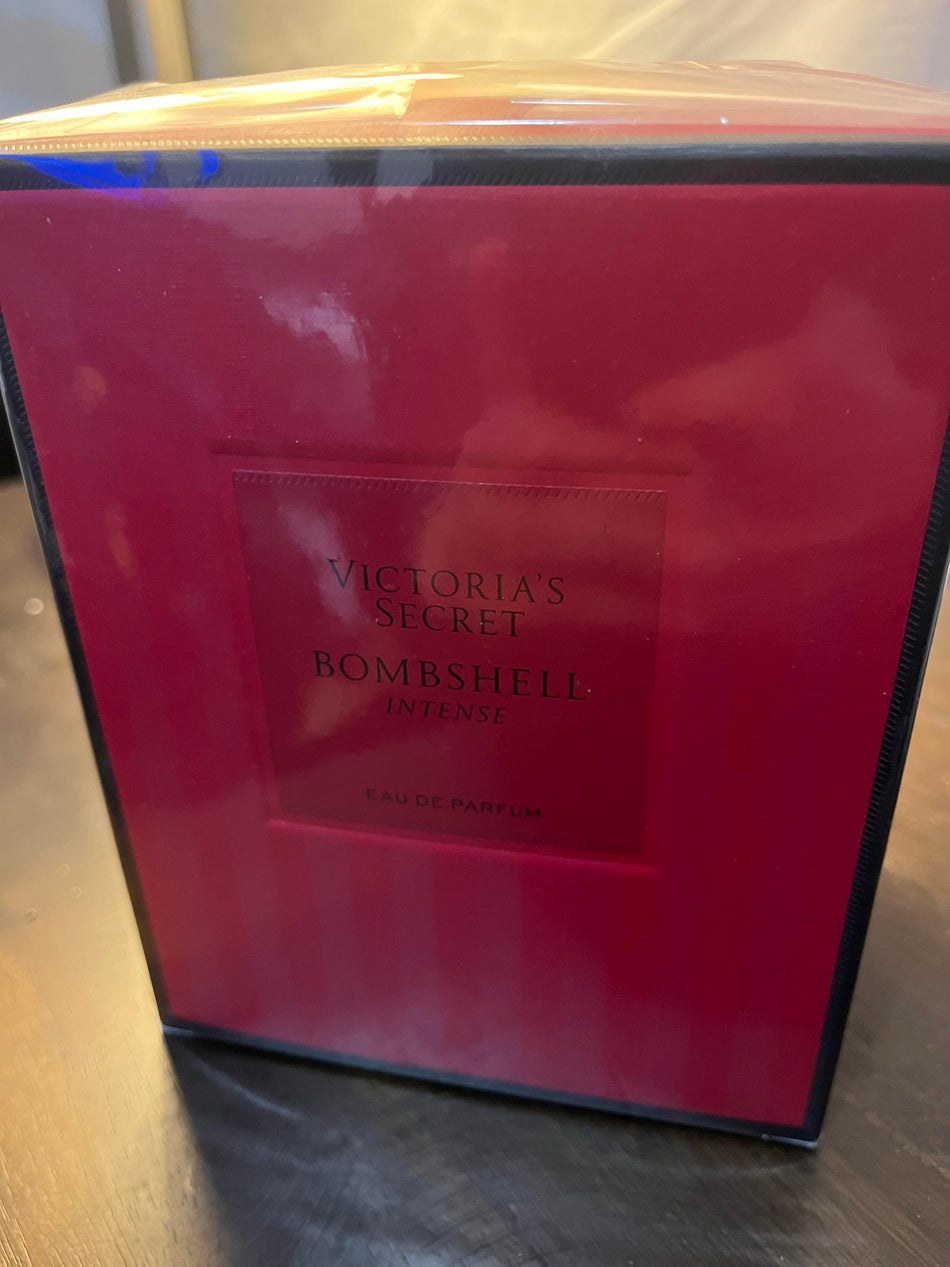 VICTORIA'S
SECRET
BOMBSHELL
INTENSE
EAU DE PARFUM